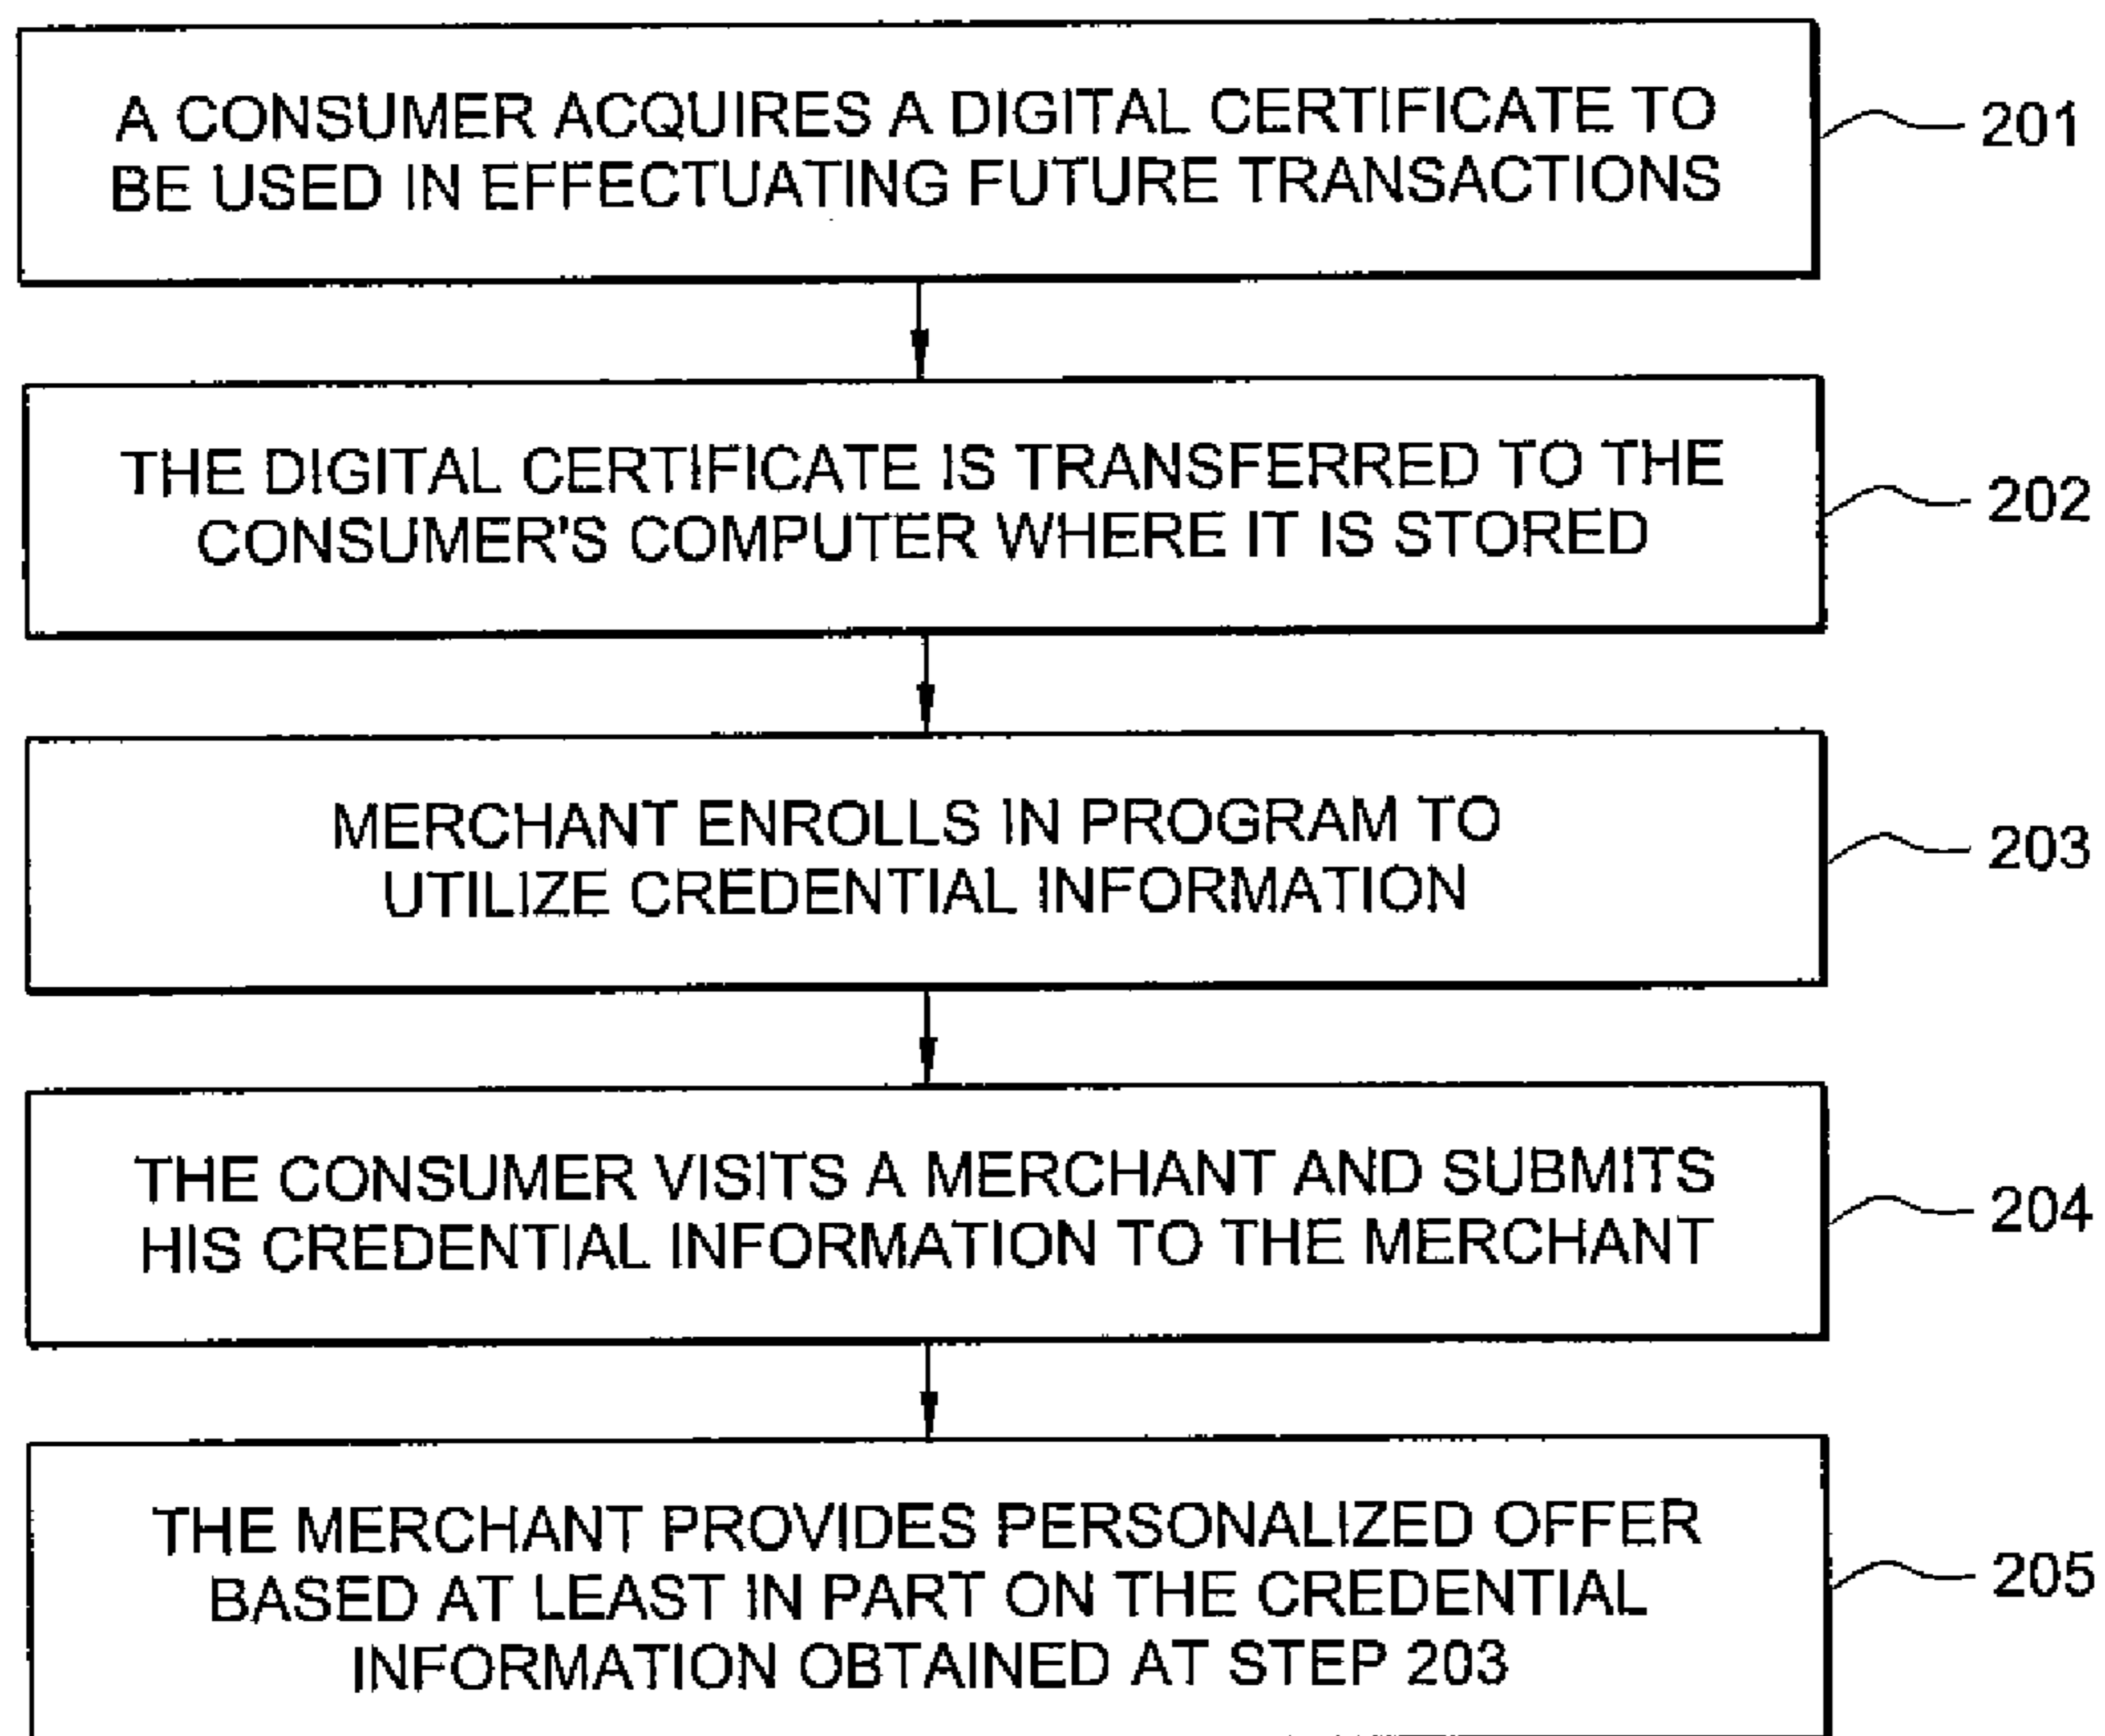 A CONSUMER ACQUIRES A DIGITAL CERTIFICATE TO
BE USED IN EFFECTUATING FUTURE TRANSACTIONS
201
THE DIGITAL CERTIFICATE IS TRANSFERRED TO THE
CONSUMER'S COMPUTER WHERE IT IS STORED
202
MERCHANT ENROLLS IN PROGRAM TO
UTILIZE CREDENTIAL INFORMATION
203
THE CONSUMER VISITS A MERCHANT AND SUBMITS
HIS CREDENTIAL INFORMATION TO THE MERCHANT
204
THE MERCHANT PROVIDES PERSONALIZED OFFER
BASED AT LEAST IN PART ON THE CREDENTIAL
INFORMATION OBTAINED AT STEP 203
205